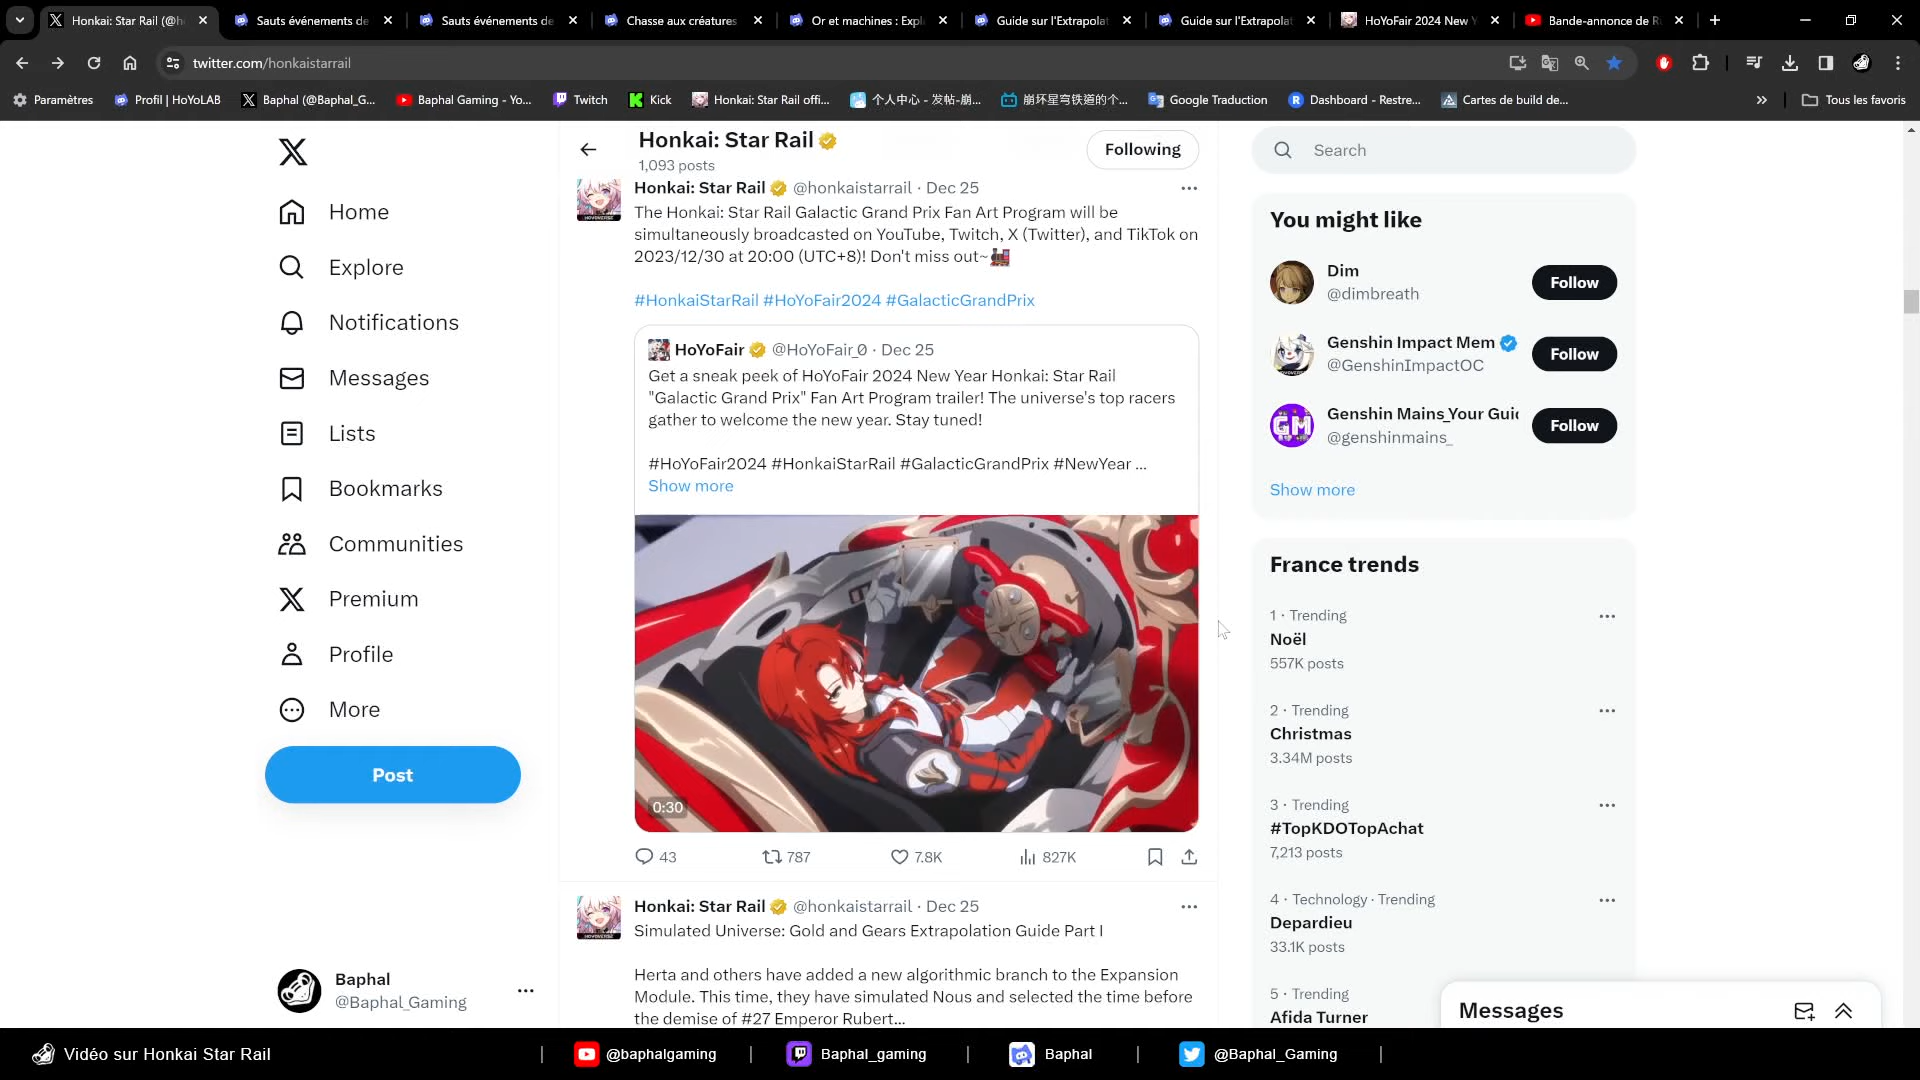 Honkai: Star Rail (@h
Sauts événements de
Sauts événements de
Chasse aux créatures
Or et machines : Expl
Guide sur l'Extrapolat
Guide sur l'Extrapolat
HoYoFair 2024 New Y
Bande-annonce de R
twitter.com/honkaistarrail
Paramètres
Profil | HoYoLAB
Baphal (@Baphal_G...
Baphal Gaming - Yo...
Twitch
Kick
Honkai: Star Rail offi...
个人中心 - 发帖-崩...
崩坏星穹铁道的个...
Google Traduction
Dashboard - Restre...
Cartes de build de...
Tous les favoris
Honkai: Star Rail
1,093 posts
Following
Search
Home
Explore
Notifications
Messages
Lists
Bookmarks
Communities
Premium
Profile
More
Post
Baphal
@Baphal_Gaming
Honkai: Star Rail @honkaistarrail · Dec 25
The Honkai: Star Rail Galactic Grand Prix Fan Art Program will be
simultaneously broadcasted on YouTube, Twitch, X (Twitter), and TikTok on
2023/12/30 at 20:00 (UTC+8)! Don't miss out~
#HonkaiStarRail #HoYoFair2024 #GalacticGrandPrix
HoYoFair @HoYoFair_0 · Dec 25
Get a sneak peek of HoYoFair 2024 New Year Honkai: Star Rail
"Galactic Grand Prix" Fan Art Program trailer! The universe's top racers
gather to welcome the new year. Stay tuned!
#HoYoFair2024 #HonkaiStarRail #GalacticGrandPrix #NewYear ...
Show more
0:30
43 787 7.8K 827K
Honkai: Star Rail @honkaistarrail · Dec 25
Simulated Universe: Gold and Gears Extrapolation Guide Part I
Herta and others have added a new algorithmic branch to the Expansion
Module. This time, they have simulated Nous and selected the time before
the demise of #27 Emperor Rubert...
You might like
Dim
@dimbreath
Follow
Genshin Impact Mem
@GenshinImpactOC
Follow
GM
Genshin Mains_Your Gui
@genshinmains_
Follow
Show more
France trends
1 · Trending
Noël
557K posts
2 · Trending
Christmas
3.34M posts
3 · Trending
#TopKDOTopAchat
7,213 posts
4 · Technology · Trending
Depardieu
33.1K posts
5 · Trending
Afida Turner
Messages
Vidéo sur Honkai Star Rail
@baphalgaming
Baphal_gaming
Baphal
@Baphal_Gaming